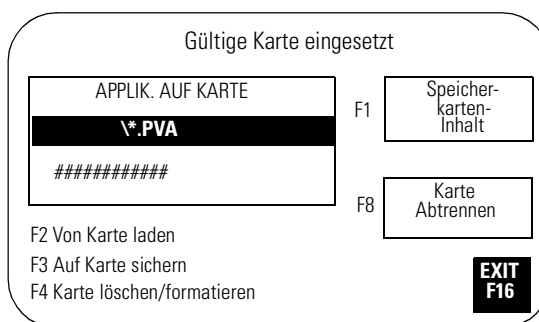 Gültige Karte eingesetzt
APPLIK. AUF KARTE
\*.PVA
############
F1
Speicher-
karten-
Inhalt
F8
Karte
Abtrennen
F2 Von Karte laden
F3 Auf Karte sichern
F4 Karte löschen/formatieren
EXIT
F16